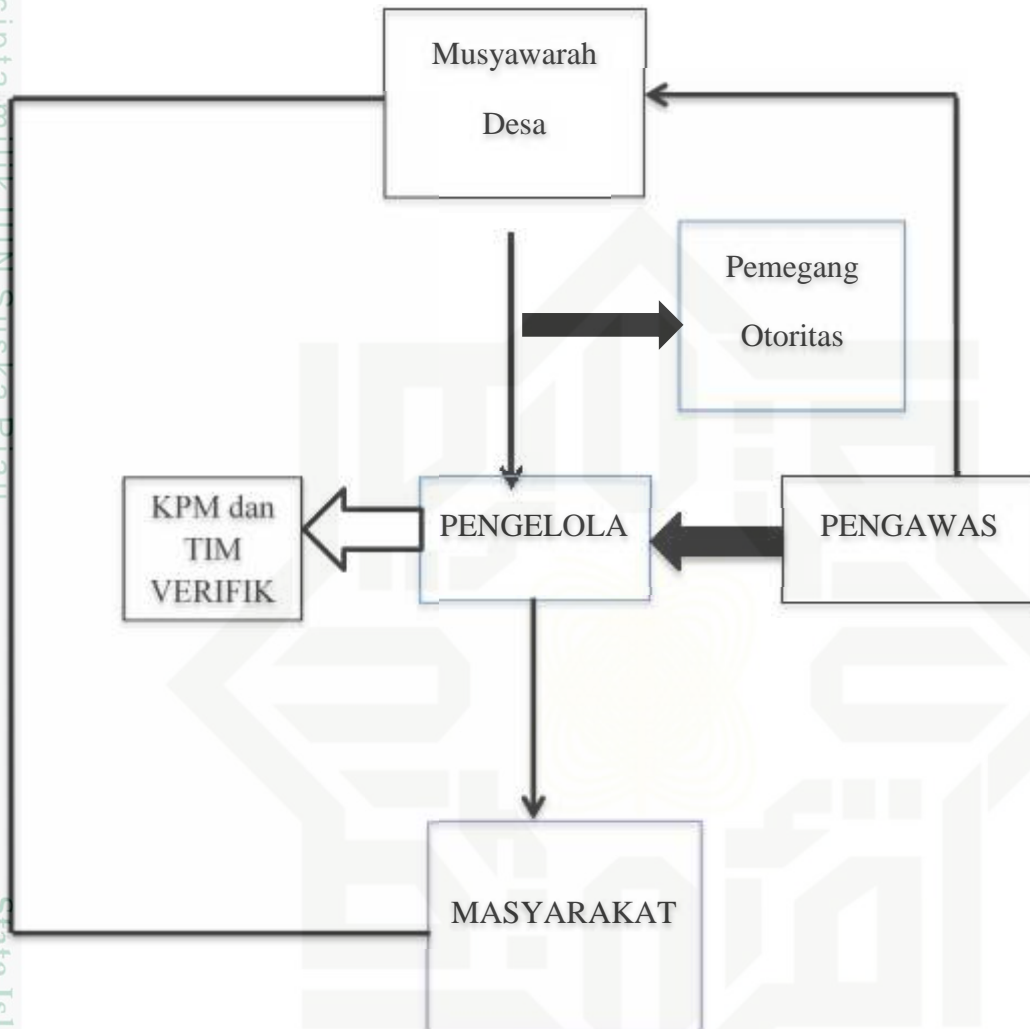 Musyawarah
Desa
Pemegang
Otoritas
KPM dan
TIM
VERIFIK
PENGELOLA
PENGAWAS
MASYARAKAT